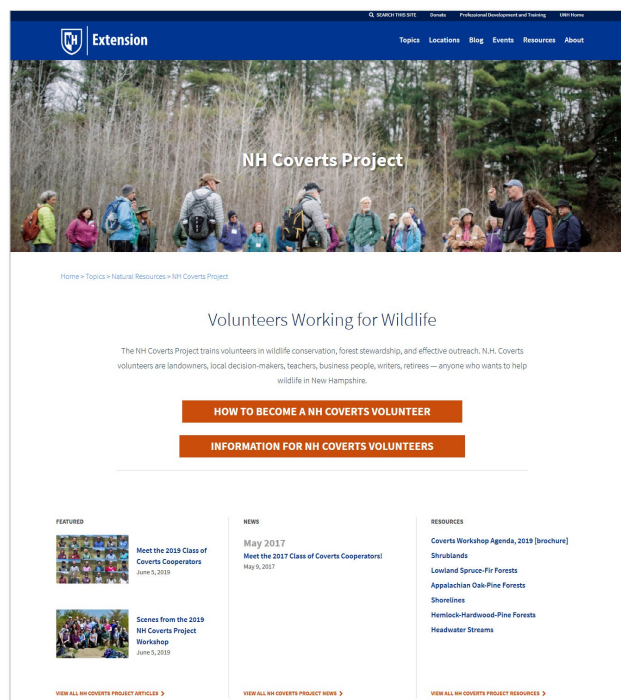 SEARCH THIS SITE Donate Professional Development and Training UNH Home
NH Extension
Topics Locations Blog Events Resources About
NH Coverts Project
Home > Topics > Natural Resources > NH Coverts Project
Volunteers Working for Wildlife
The NH Coverts Project trains volunteers in wildlife conservation, forest stewardship, and effective outreach. N.H. Coverts
volunteers are landowners, local decision-makers, teachers, business people, writers, retirees — anyone who wants to help
wildlife in New Hampshire.
HOW TO BECOME A NH COVERTS VOLUNTEER
INFORMATION FOR NH COVERTS VOLUNTEERS
FEATURED
Meet the 2019 Class of
Coverts Cooperators
June 5, 2019
Scenes from the 2019
NH Coverts Project
Workshop
June 5, 2019
VIEW ALL NH COVERTS PROJECT ARTICLES >
NEWS
May 2017
Meet the 2017 Class of Coverts Cooperators!
May 9, 2017
VIEW ALL NH COVERTS PROJECT NEWS >
RESOURCES
Coverts Workshop Agenda, 2019 [brochure]
Shrublands
Lowland Spruce-Fir Forests
Appalachian Oak-Pine Forests
Shorelines
Hemlock-Hardwood-Pine Forests
Headwater Streams
VIEW ALL NH COVERTS PROJECT RESOURCES >